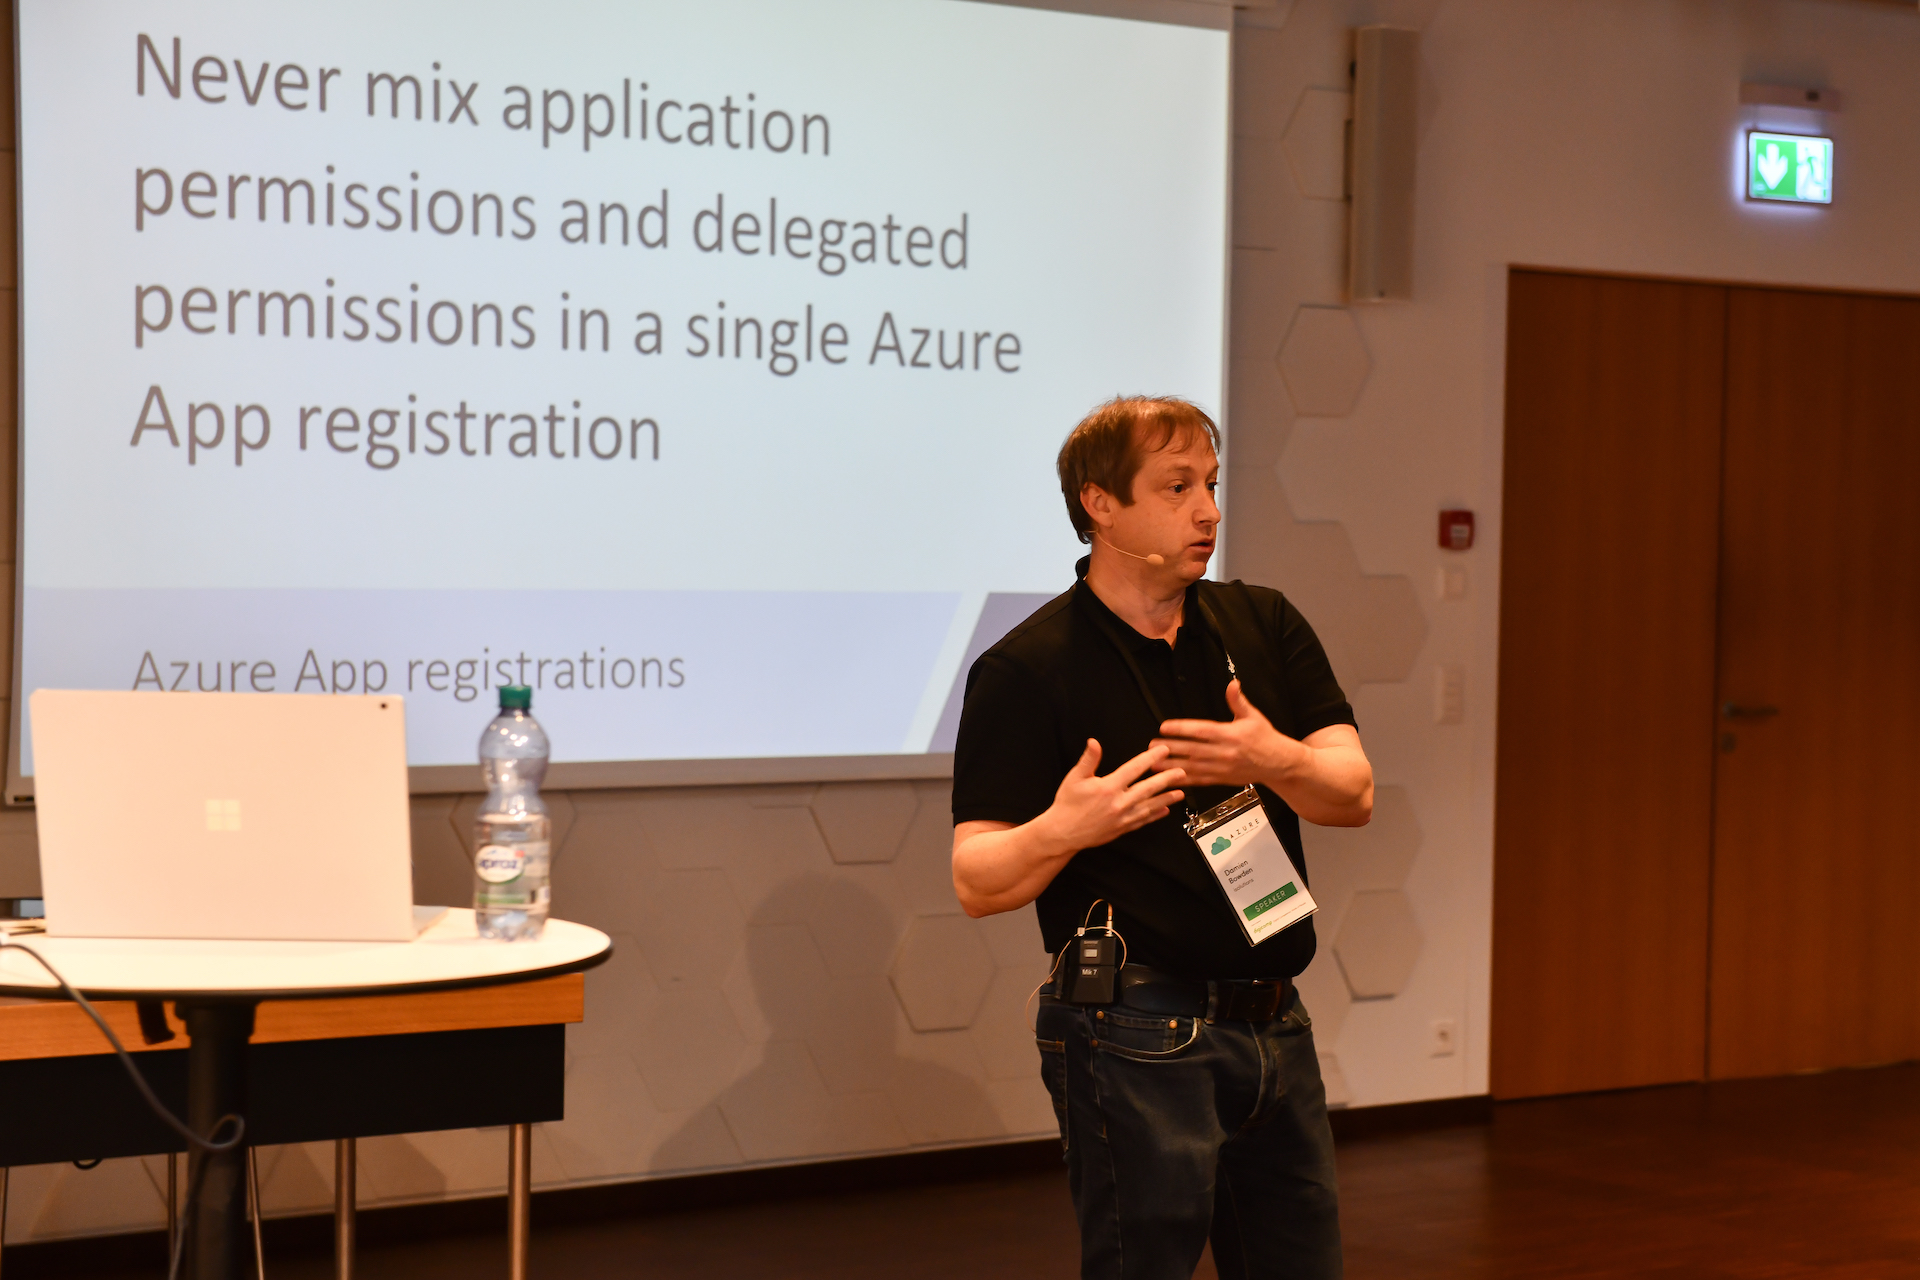 Never mix application
permissions and delegated
permissions in a single Azure
App registration
Azure App registrations
AZURE
Damien
Bowden
isolutions
SPEAKER
Mik 7